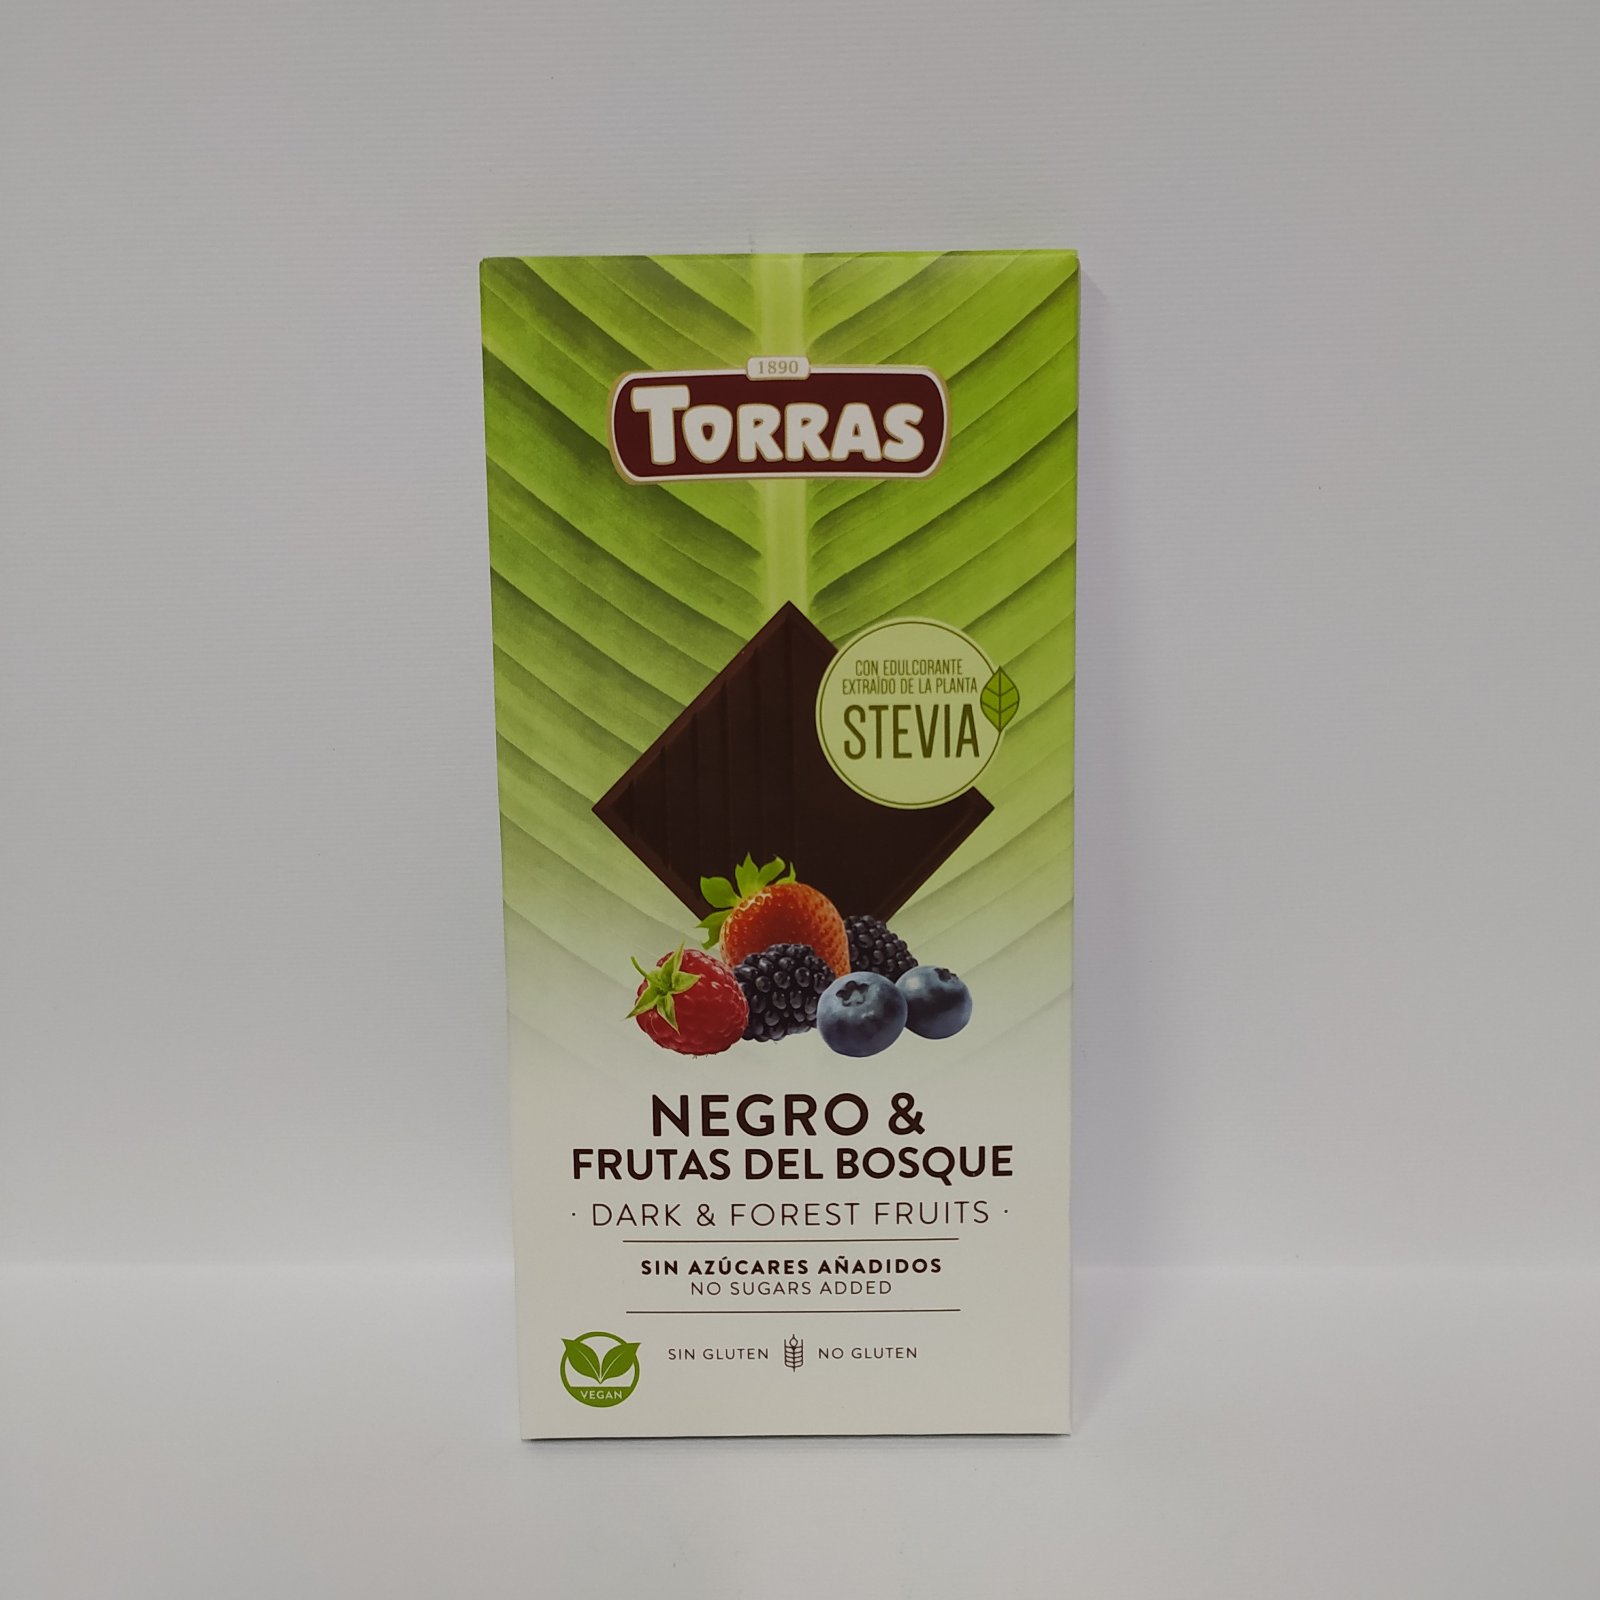 1890
TORRAS
CON EDULCORANTE
EXTRAÍDO DE LA PLANTA
STEVIA
NEGRO &
FRUTAS DEL BOSQUE
· DARK & FOREST FRUITS ·
SIN AZÚCARES AÑADIDOS
NO SUGARS ADDED
SIN GLUTEN NO GLUTEN
VEGAN